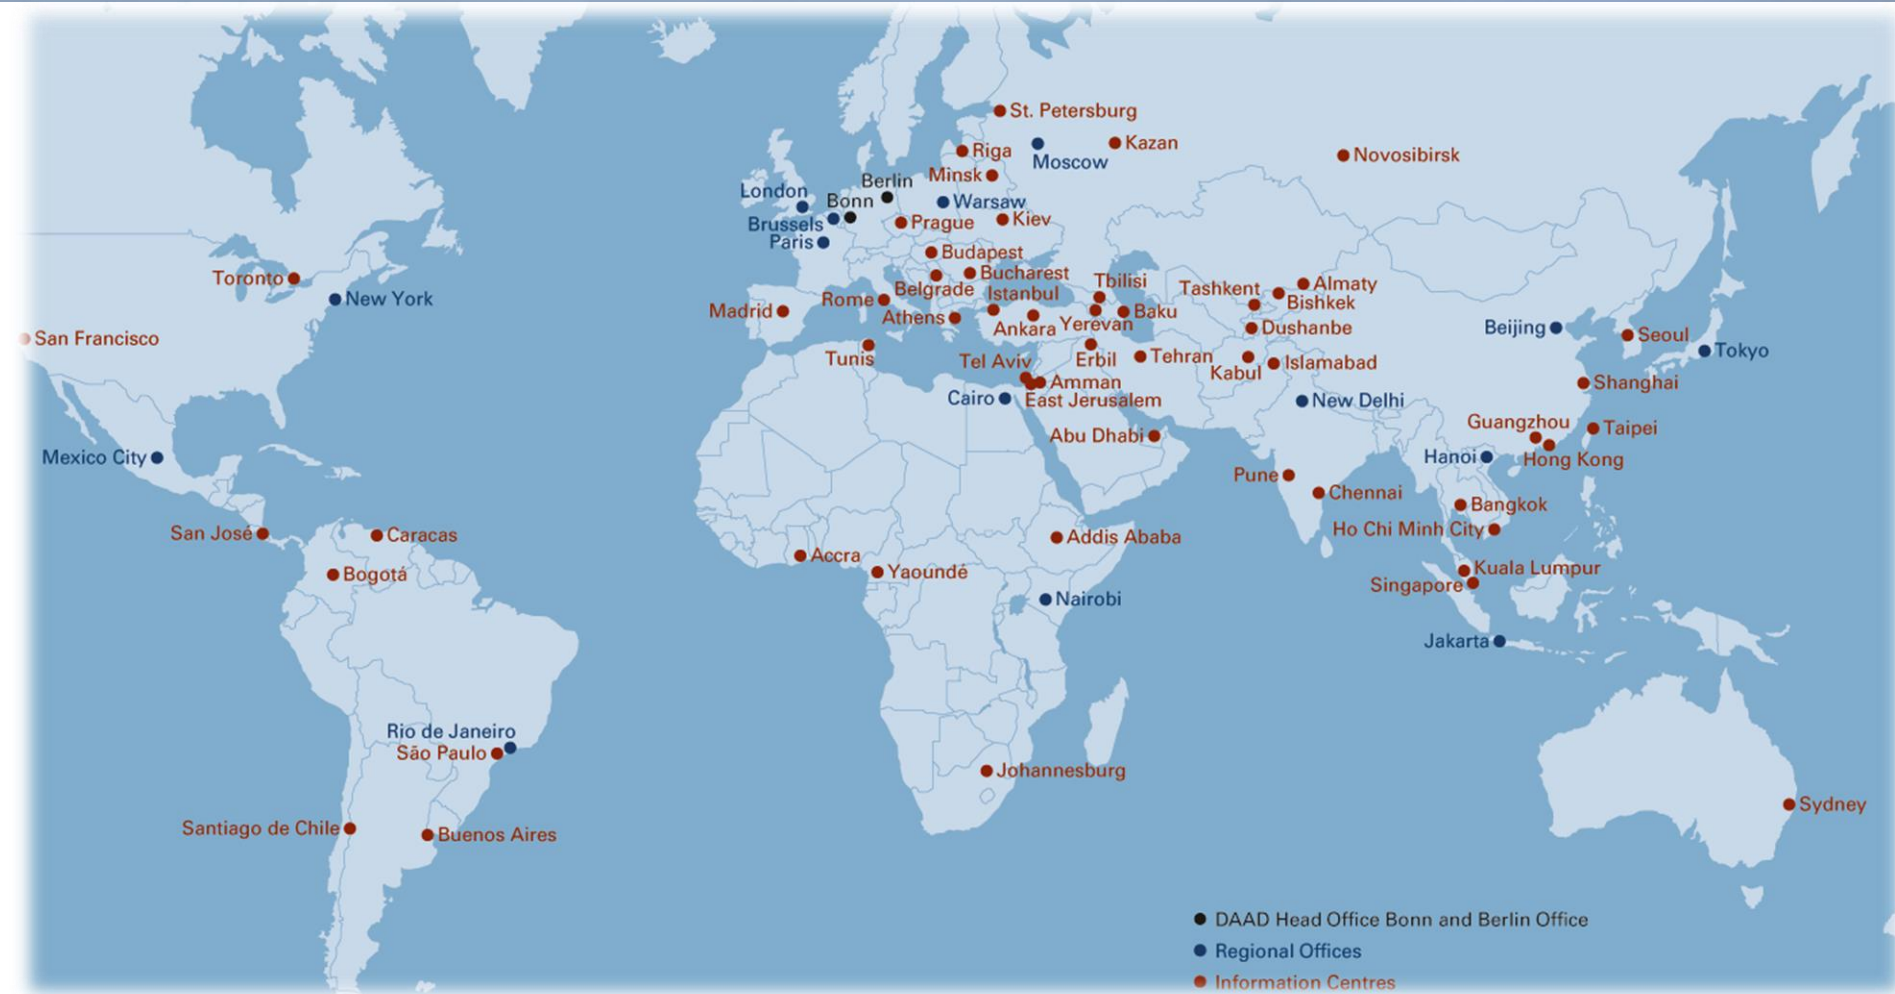 St. Petersburg
Kazan
Riga
Moscow
Novosibirsk
Minsk
Berlin
London
Bonn
Warsaw
Brussels
Prague
Kiev
Paris
Budapest
Toronto
Bucharest
Tbilisi
Almaty
New York
Belgrade
Tashkent
Istanbul
Bishkek
Rome
Madrid
Athens
Ankara
Yerevan
Baku
Dushanbe
Beijing
Seoul
San Francisco
Tokyo
Tunis
Tel Aviv
Erbil
Tehran
Kabul
Islamabad
Amman
Shanghai
Cairo
East Jerusalem
New Delhi
Guangzhou
Taipei
Abu Dhabi
Mexico City
Hanoi
Hong Kong
Pune
Chennai
Bangkok
San José
Caracas
Ho Chi Minh City
Addis Ababa
Accra
Bogotá
Yaoundé
Kuala Lumpur
Singapore
Nairobi
Jakarta
Rio de Janeiro
São Paulo
Johannesburg
Sydney
Santiago de Chile
Buenos Aires
DAAD Head Office Bonn and Berlin Office
Regional Offices
Information Centres